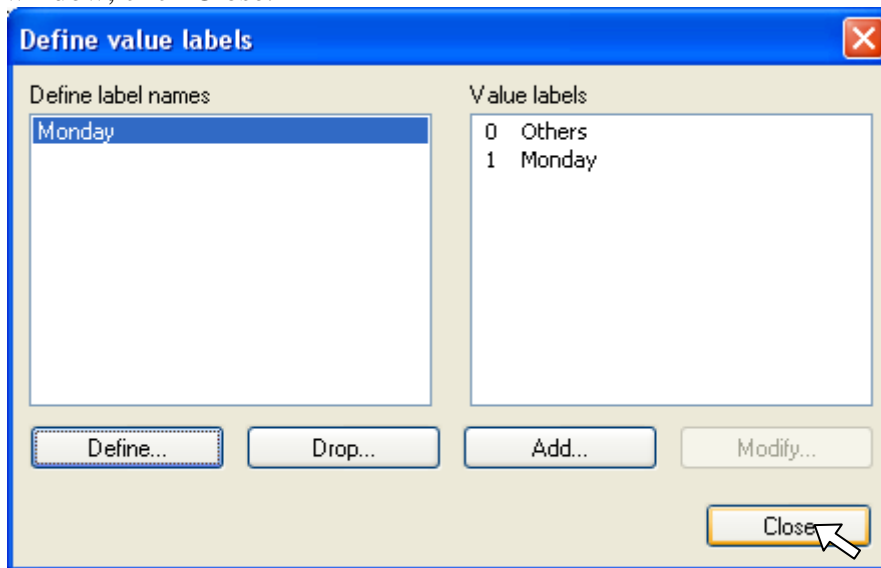 Define value labels
Define label names
Value labels
Monday
0 Others
1 Monday
Define...
Drop...
Add...
Modify...
Close